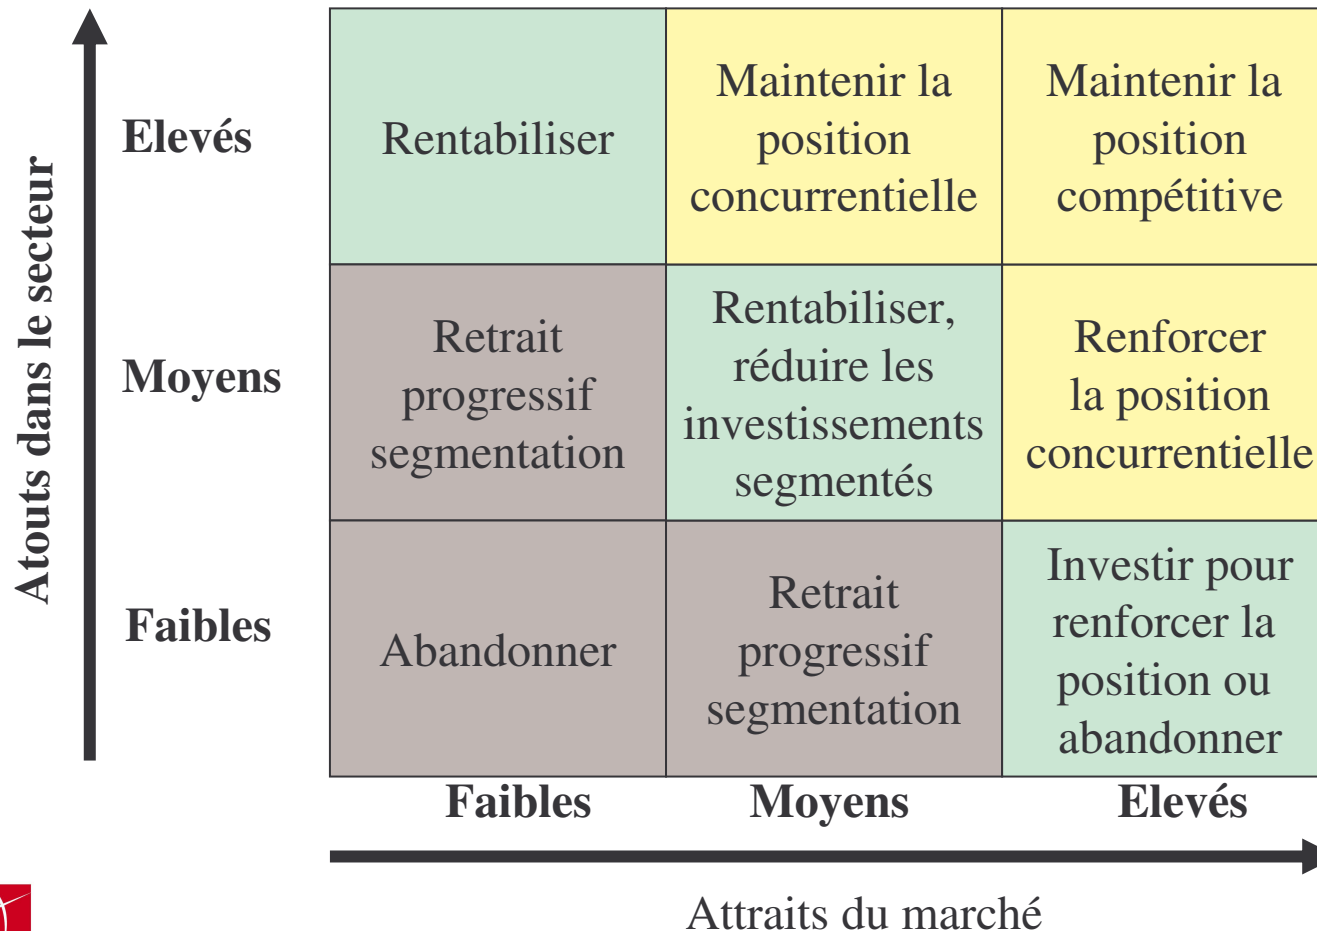 Atouts dans le secteur
Elevés
Rentabiliser
Maintenir la
position
concurrentielle
Maintenir la
position
compétitive
Moyens
Retrait
progressif
segmentation
Rentabiliser,
réduire les
investissements
segmentés
Renforcer
la position
concurrentielle
Faibles
Abandonner
Retrait
progressif
segmentation
Investir pour
renforcer la
position ou
abandonner
Faibles
Moyens
Elevés
Attraits du marché